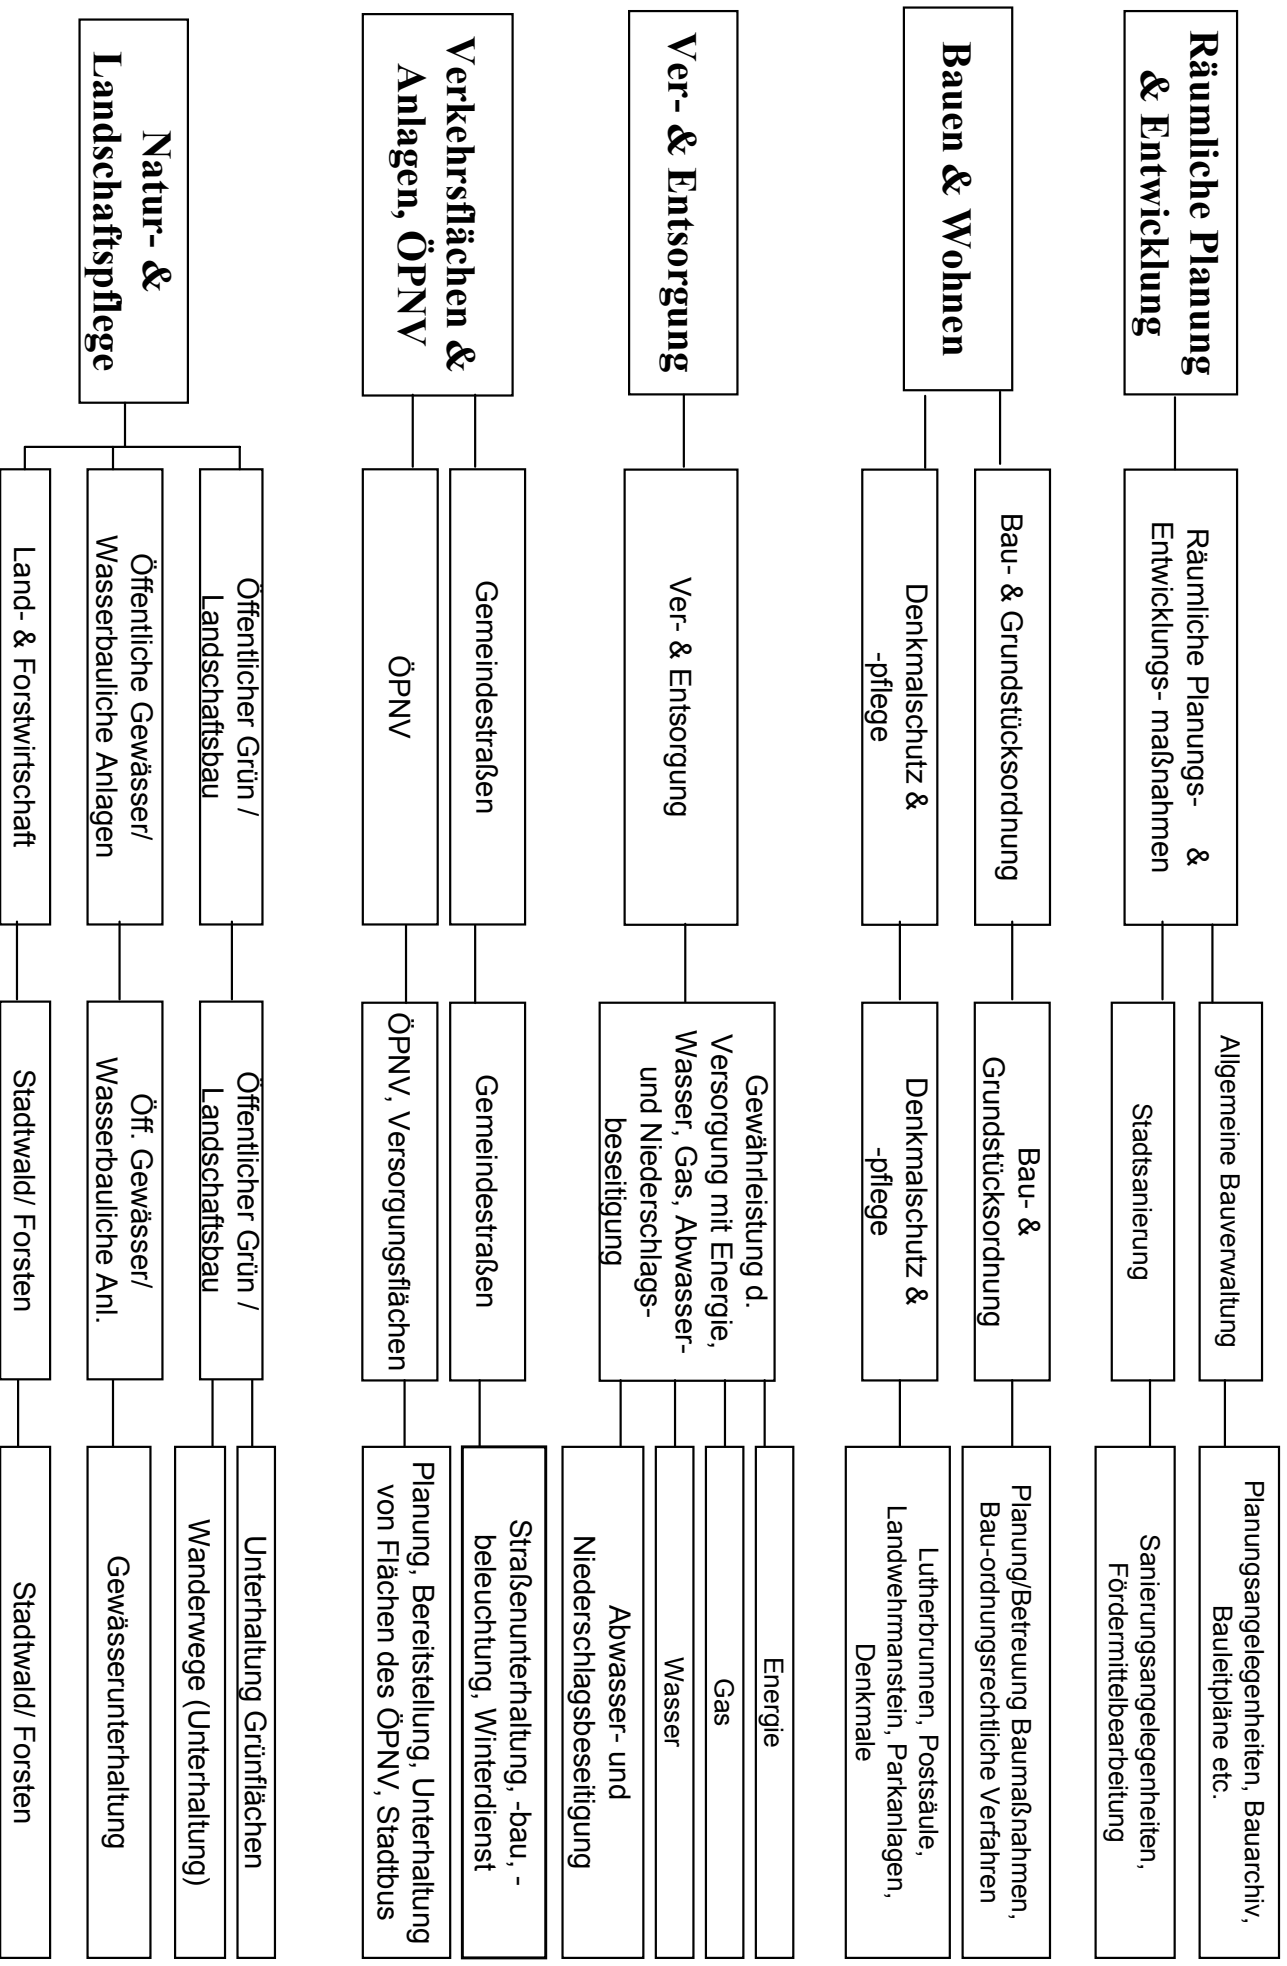 Räumliche Planung
& Entwicklung
Räumliche Planungs- &
Entwicklungs- maßnahmen
Allgemeine Bauverwaltung
Planungsangelegenheiten, Bauarchiv,
Bauleitpläne etc.
Stadtsanierung
Sanierungsangelegenheiten,
Fördermittelbearbeitung
Bauen & Wohnen
Bau- & Grundstücksordnung
Bau- &
Grundstücksordnung
Planung/Betreuung Baumaßnahmen,
Bau-ordnungsrechtliche Verfahren
Denkmalschutz &
-pflege
Denkmalschutz &
-pflege
Lutherbrunnen, Postsäule,
Landwehrmanstein, Parkanlagen,
Denkmale
Ver- & Entsorgung
Ver- & Entsorgung
Gewährleistung d.
Versorgung mit Energie,
Wasser, Gas, Abwasser-
und Niederschlags-
beseitigung
Energie
Gas
Wasser
Abwasser- und
Niederschlagsbeseitigung
Verkehrsflächen &
Anlagen, ÖPNV
Gemeindestraßen
Gemeindestraßen
Straßenunterhaltung, -bau, -
beleuchtung, Winterdienst
ÖPNV
ÖPNV, Versorgungsflächen
Planung, Bereitstellung, Unterhaltung
von Flächen des ÖPNV, Stadtbus
Natur- &
Landschaftspflege
Öffentlicher Grün /
Landschaftsbau
Öffentlicher Grün /
Landschaftsbau
Unterhaltung Grünflächen
Wanderwege (Unterhaltung)
Öffentliche Gewässer/
Wasserbauliche Anlagen
Öff. Gewässer/
Wasserbauliche Anl.
Gewässerunterhaltung
Land- & Forstwirtschaft
Stadtwald/ Forsten
Stadtwald/ Forsten